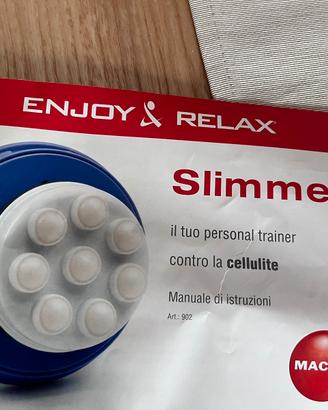 ENJOY & RELAX
Slimme
il tuo personal trainer
contro la cellulite
Manuale di istruzioni
Art.: 902
MAC